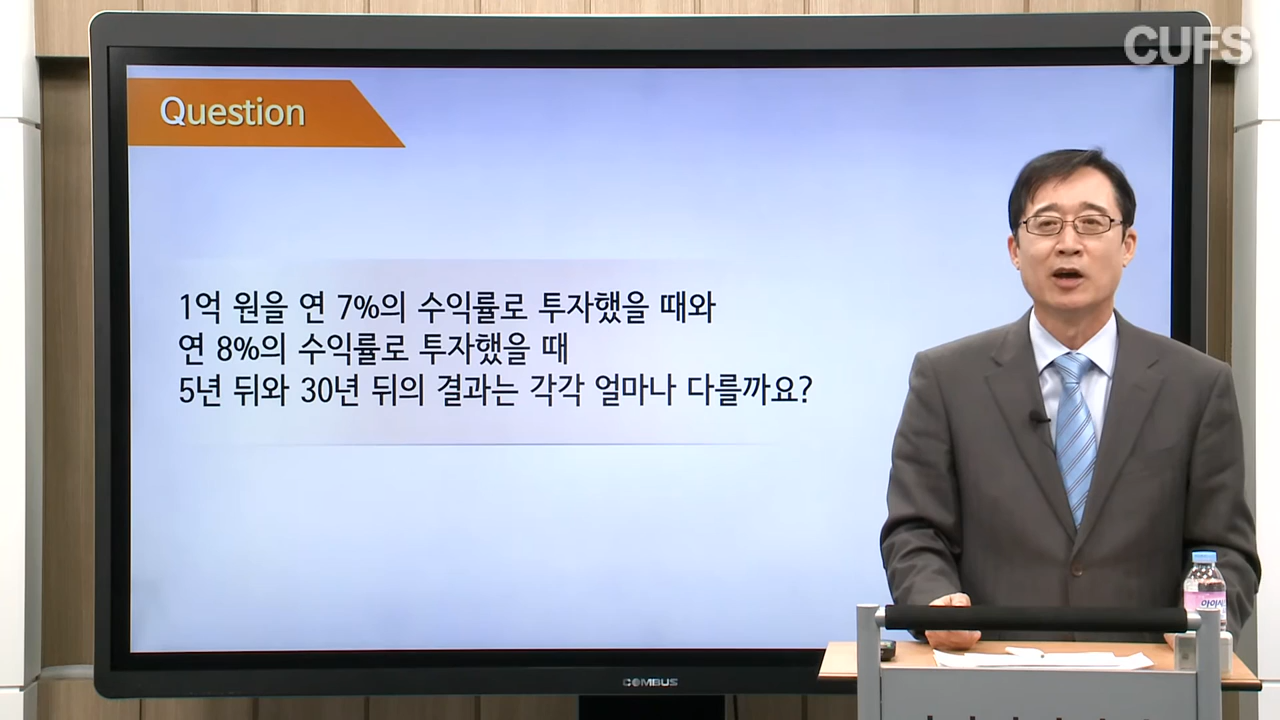 CUFS
Question
1억 원을 연 7%의 수익률로 투자했을 때와
연 8%의 수익률로 투자했을 때
5년 뒤와 30년 뒤의 결과는 각각 얼마나 다를까요?
COMBUS